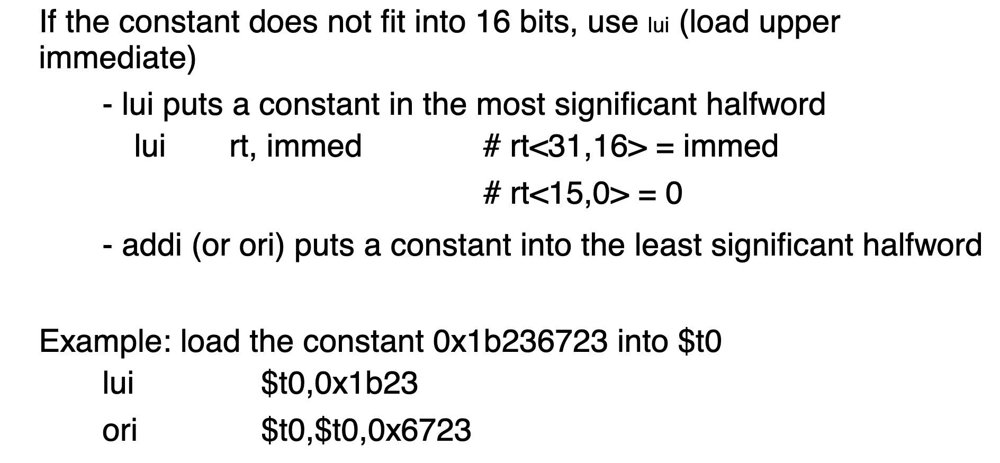 If the constant does not fit into 16 bits, use lui (load upper
immediate)
- lui puts a constant in the most significant halfword
lui rt, immed # rt<31,16> = immed
# rt<15,0> = 0
- addi (or ori) puts a constant into the least significant halfword
Example: load the constant 0x1b236723 into $t0
lui $t0,0x1b23
ori $t0,$t0,0x6723